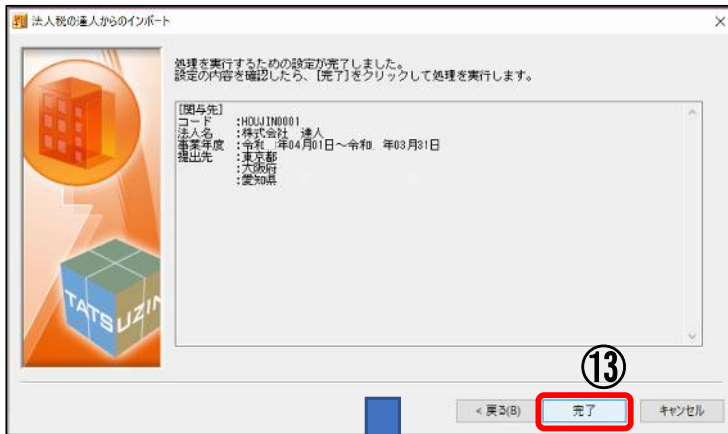 法人税の達人からのインポート
処理を実行するための設定が完了しました。
設定の内容を確認したら、[完了]をクリックして処理を実行します。
[関与先]
コード :HOUJIN0001
法人名 :株式会社 達人
事業年度 :令和 年04月01日～令和 年03月31日
提出先 :東京都
:大阪府
:愛知県
TATSUZIN
⑬
< 戻る(B) 完了 キャンセル